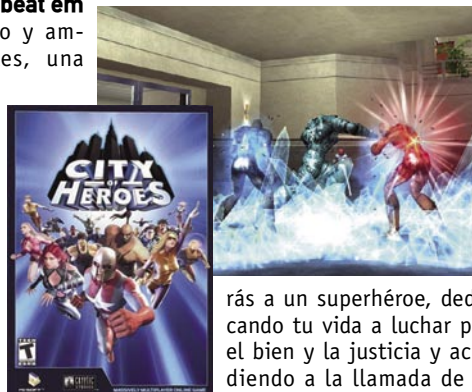 beat em
o y am-
es, una
CITY
OF
HEROES
rás a un superhéroe, ded
cando tu vida a luchar p
el bien y la justicia y ac
diendo a la llamada de